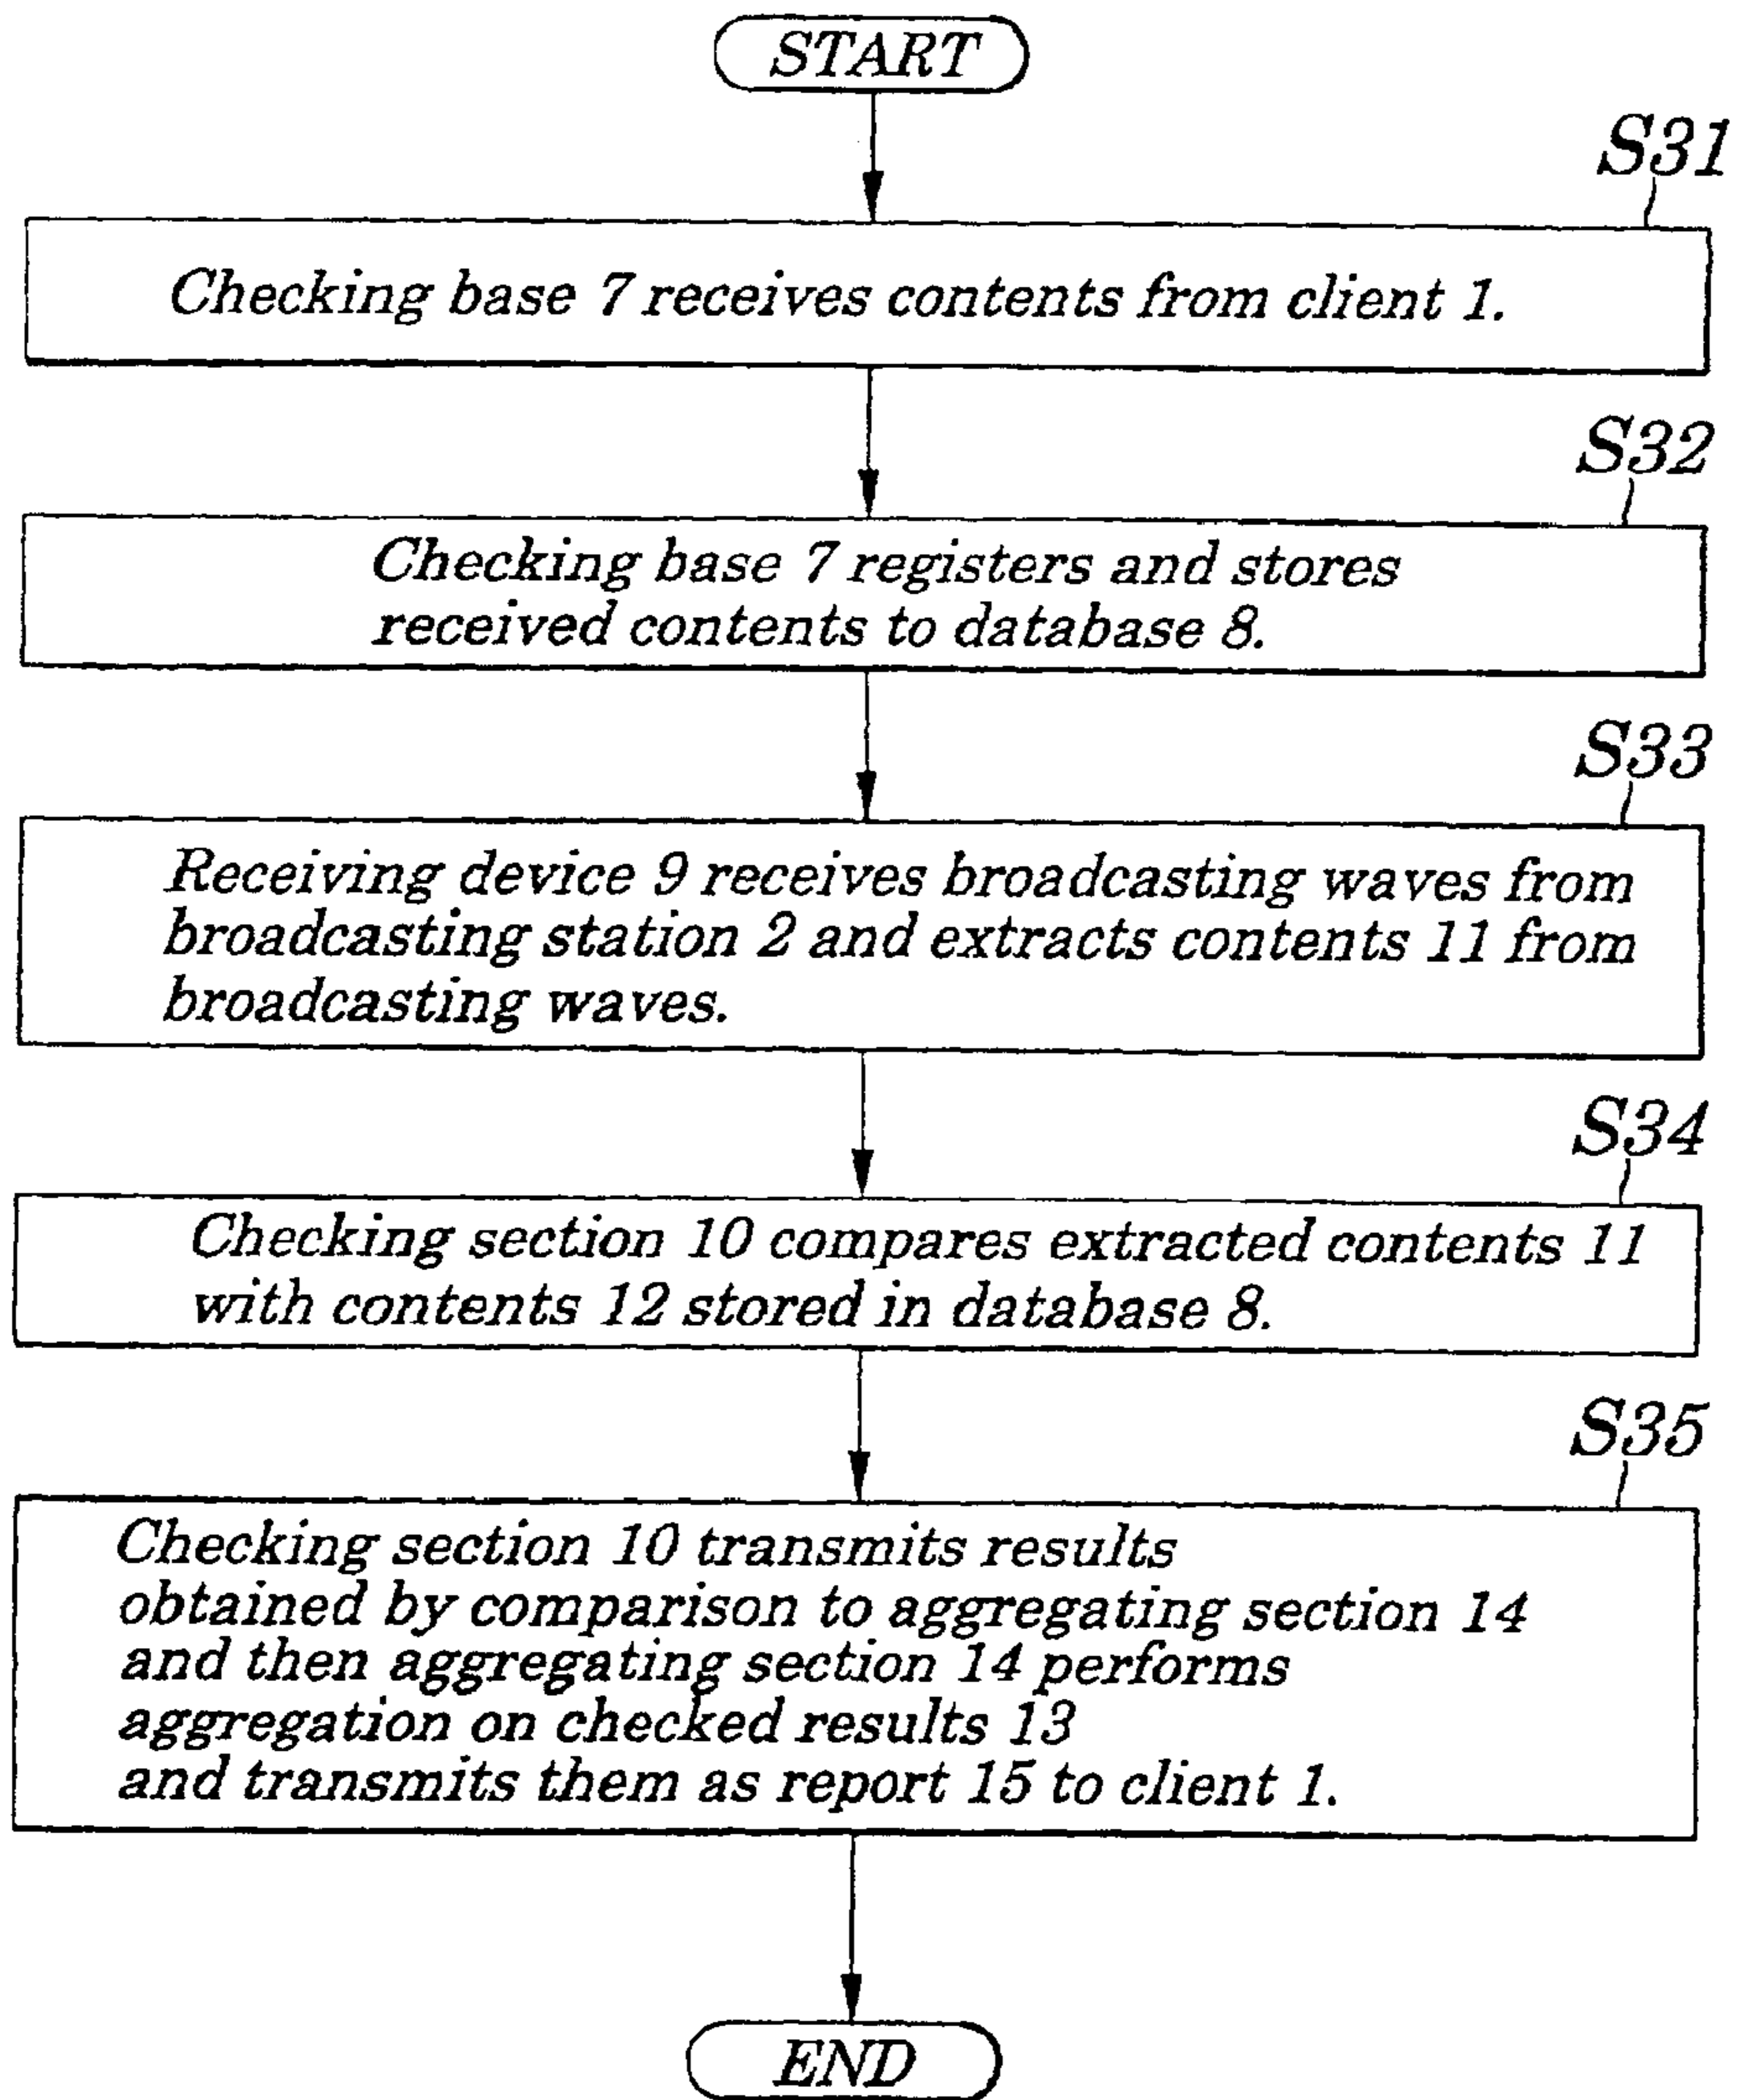 START
S31
Checking base 7 receives contents from client 1.
S32
Checking base 7 registers and stores
received contents to database 8.
S33
Receiving device 9 receives broadcasting waves from
broadcasting station 2 and extracts contents 11 from
broadcasting waves.
S34
Checking section 10 compares extracted contents 11
with contents 12 stored in database 8.
S35
Checking section 10 transmits results
obtained by comparison to aggregating section 14
and then aggregating section 14 performs
aggregation on checked results 13
and transmits them as report 15 to client 1.
END